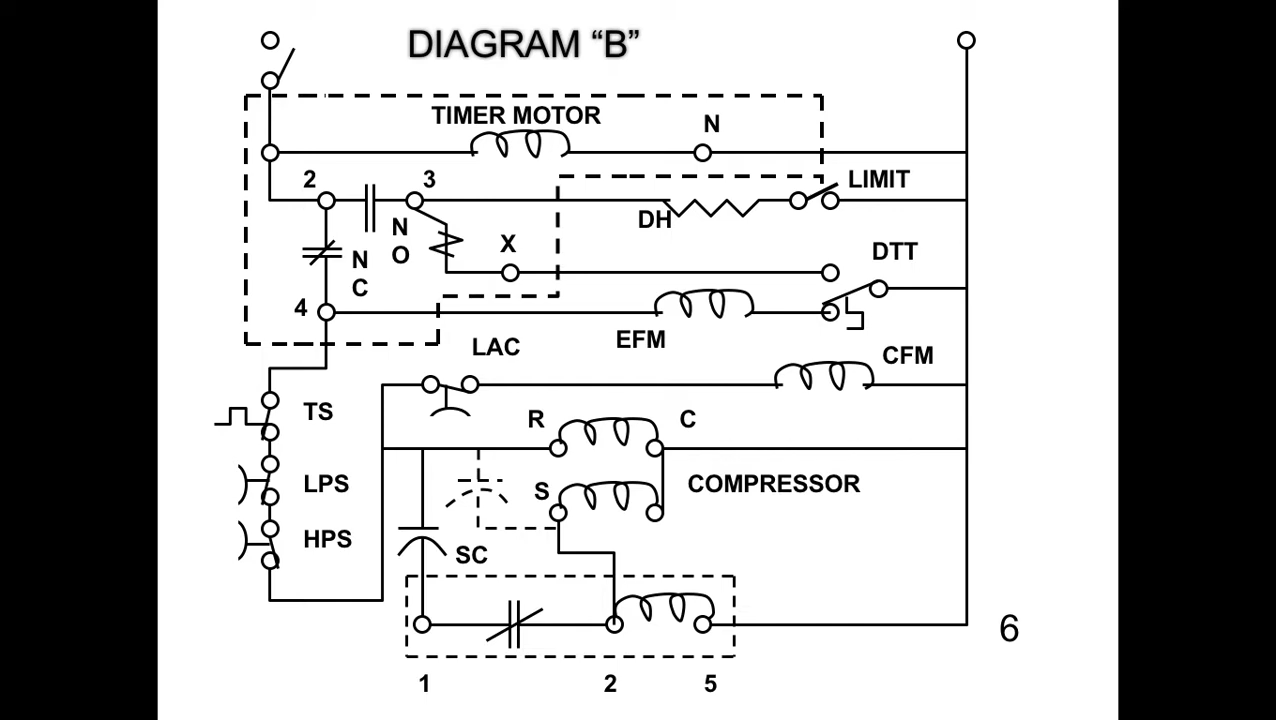 DIAGRAM “B”
TIMER MOTOR
N
2
3
LIMIT
DH
N
O
X
DTT
N
C
4
EFM
LAC
CFM
TS
R
C
LPS
S
COMPRESSOR
HPS
SC
6
1
2
5